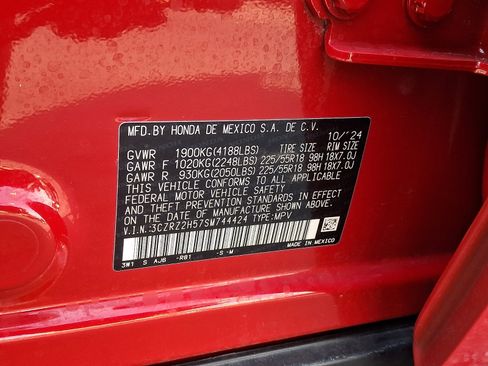 MFD.BY HONDA DE MEXICO S.A. DE C.V. 10/'24
GVWR 1900KG(4188LBS) TIRE SIZE RIM SIZE
GAWR F 1020KG(2248LBS) 225/55R18 98H 18X7.0J
GAWR R 930KG(2050LBS) 225/55R18 98H 18X7.0J
THIS VEHICLE CONFORMS TO ALL APPLICABLE
FEDERAL MOTOR VEHICLE SAFETY
AND THEFT PREVENTION STANDARDS IN EFFECT ON THE
DATE OF MANUFACTURE SHOWN ABOVE.
V.I.N.:3CZRZ2H57SM744424 TYPE:MPV
MADE IN MEXICO
3W1 S AJB -R81 -S-M